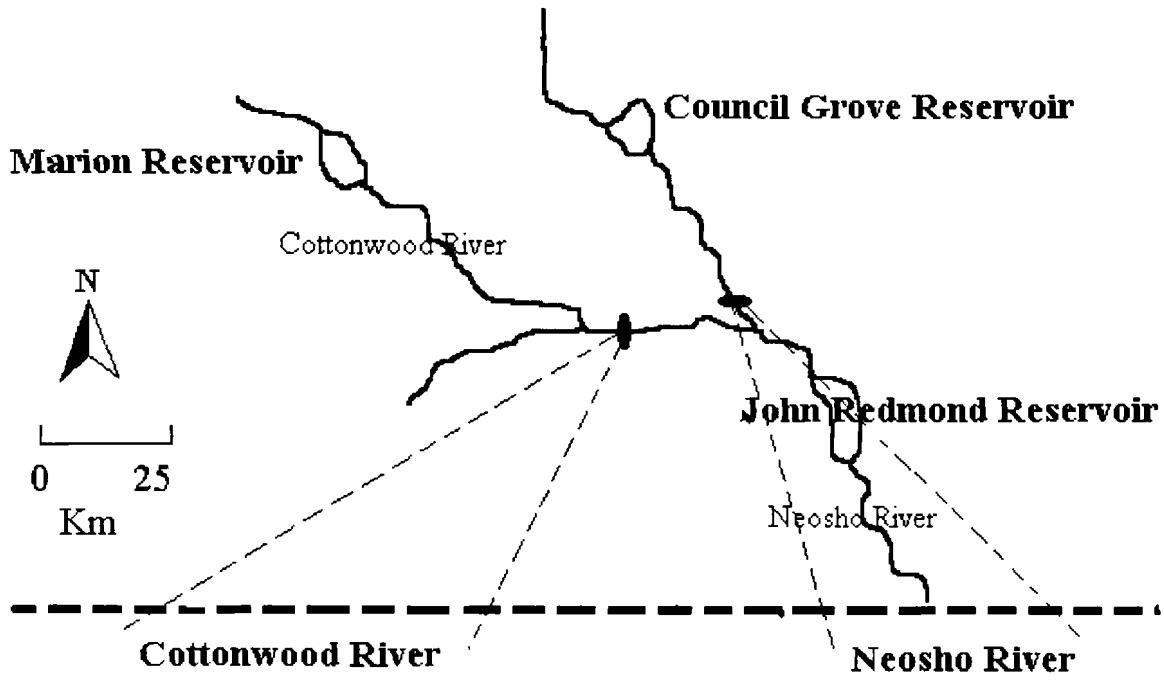 Council Grove Reservoir
Marion Reservoir
Cottonwood River
N
John Redmond Reservoir
0 25
Km
Neosho River
Cottonwood River
Neosho River